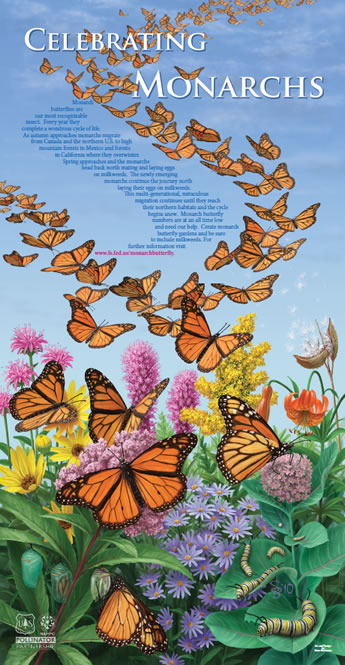 CELEBRATING
MONARCHS
Monarch
butterflies are
our most recognizable
insect. Every year they
complete a wondrous cycle of life.
As autumn approaches monarchs migrate
from Canada and the northern U.S. to high
mountain forests in Mexico and forests
in California where they overwinter.
Spring approaches and the monarchs
head back north mating and laying eggs
on milkweeds. The newly emerging
monarchs continue the journey north
laying their eggs on milkweeds.
This multi-generational, miraculous
migration continues until they reach
their northern habitats and the cycle
begins anew. Monarch butterfly
numbers are at an all time low
and need our help. Create monarch
butterfly gardens and be sure
to include milkweeds. For
further information visit
www.fs.fed.us/monarchbutterfly.
POLLINATOR
PARTNERSHIP